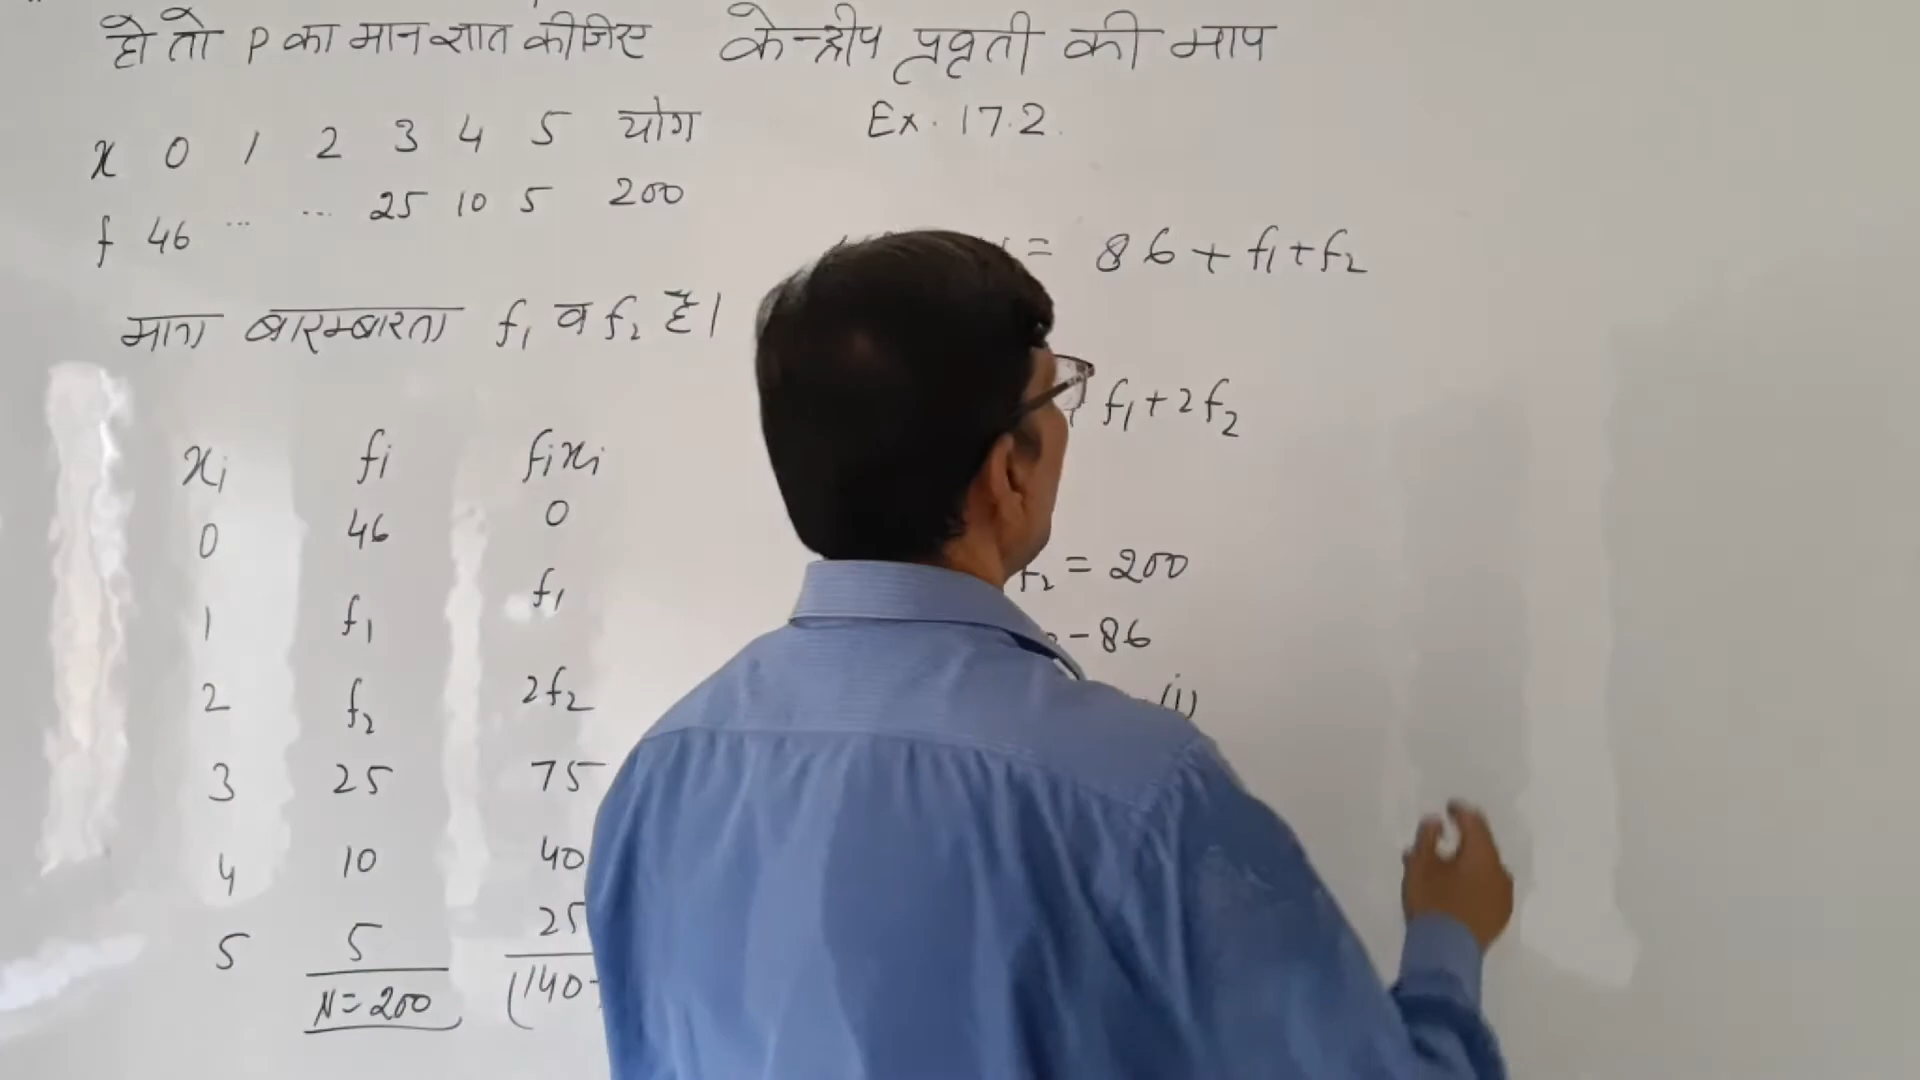 हो तो P का मान ज्ञात कीजिए
केन्द्रीय प्रवृती की माप
Ex. 17.2
x 0 1 2 3 4 5 योग
f 46 ... ... 25 10 5 200
माना बारम्बारता f₁ व f₂ है।
xᵢ fᵢ fᵢxᵢ
0 46 0
1 f₁ f₁
2 f₂ 2f₂
3 25 75
4 10 40
5 5 25
N = 200 (140
= 86 + f₁ + f₂
f₁ + 2f₂
f₂ = 200
- 86
(i)